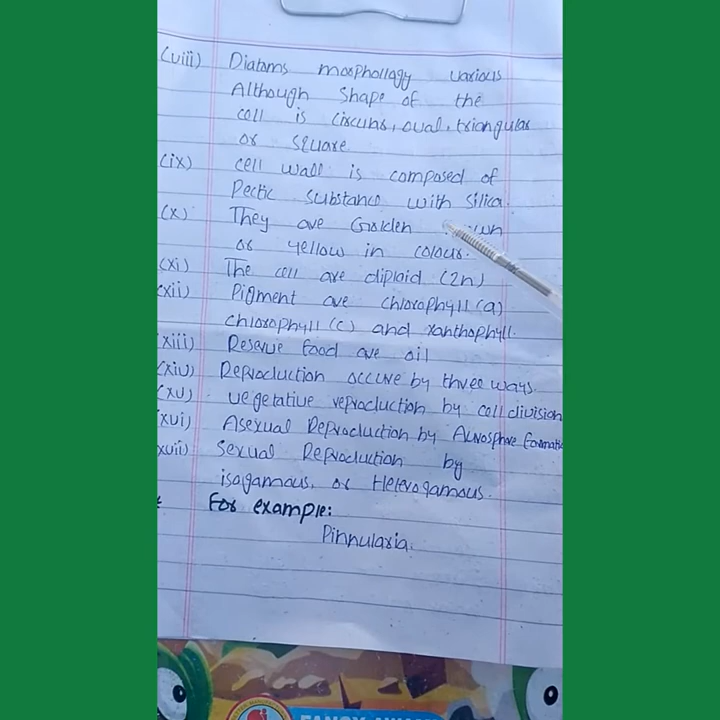 (viii) Diatoms morphollagy various
Although shape of the
cell is circular, oval, triangular
or square
(ix) cell wall is composed of
Pectic substance with silica.
(x) They are Golden
or yellow in colour.
(xi) The cell are diplaid (2n)
(xii) Pigment are chlorophyll (a)
chlorophyll (c) and xanthophyll.
xiii) Reserve food are oil
(xiv) Reproduction occure by three ways.
(xv) vegetative reproduction by cell division
xvi) Asexual Reproduction by Auxospore formatio
xvii) Sexual Reproduction by
isogamous, or Heterogamous.
For example:
Pinnularia.